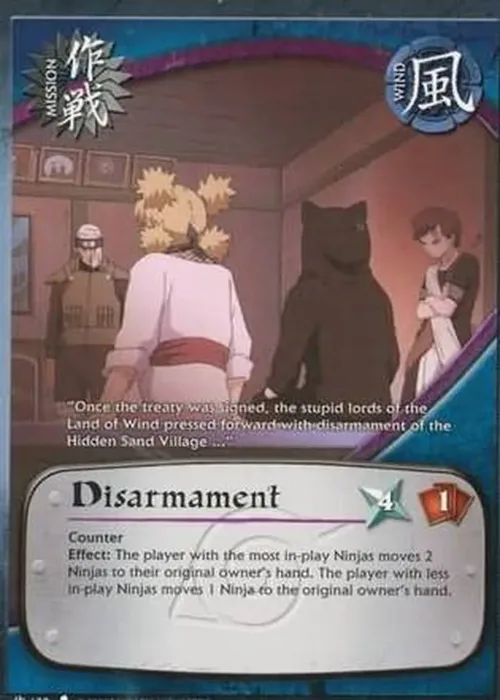 MISSION
作戦
WIND
風
"Once the treaty was signed, the stupid lords of the
Land of Wind pressed forward with disarmament of the
Hidden Sand Village ..."
Disarmament
4
1
Counter
Effect: The player with the most in-play Ninjas moves 2
Ninjas to their original owner's hand. The player with less
in-play Ninjas moves 1 Ninja to the original owner's hand.